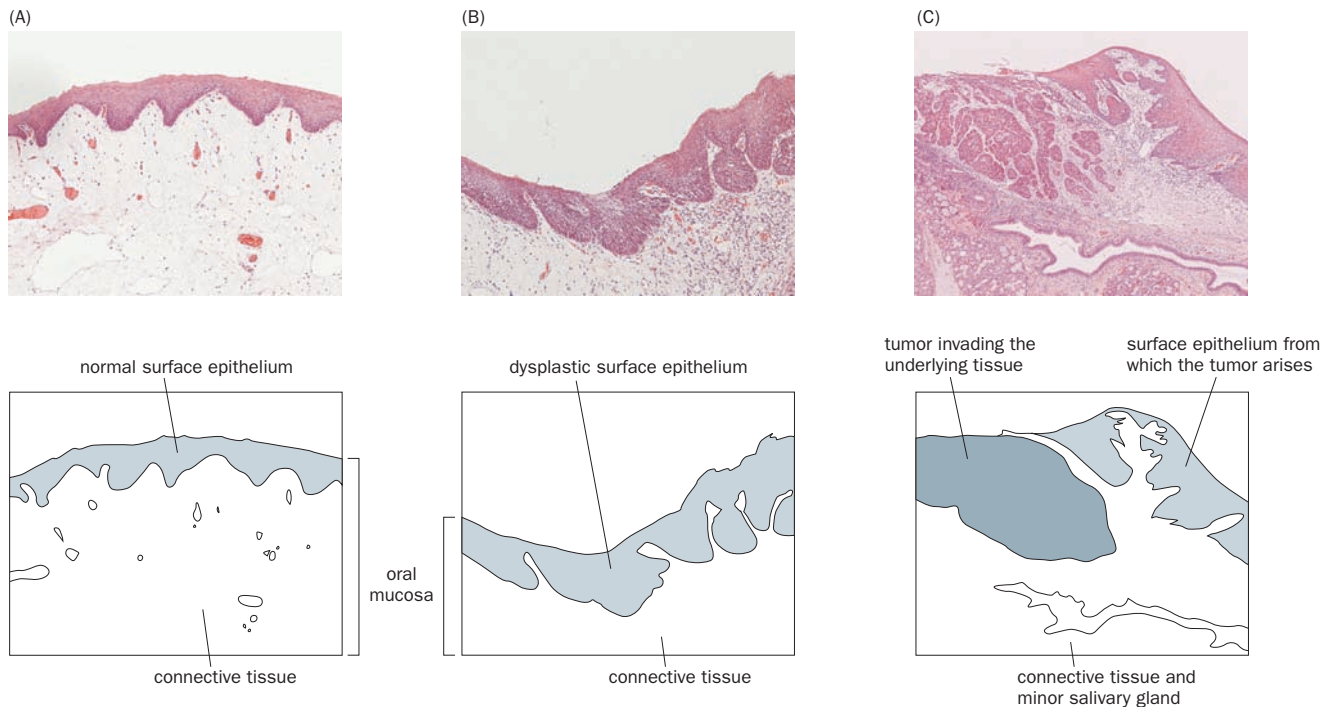 (A)
(B)
(C)
normal surface epithelium
dysplastic surface epithelium
tumor invading the
underlying tissue
surface epithelium from
which the tumor arises
oral
mucosa
connective tissue
connective tissue
connective tissue and
minor salivary gland